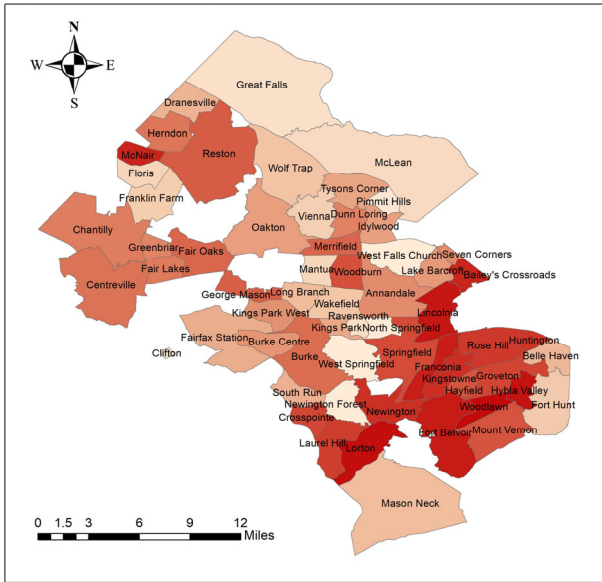 N
W E
S
Great Falls
Dranesville
Herndon
McNair
Reston
McLean
Floris
Wolf Trap
Franklin Farm
Tysons Corner
Pimmit Hills
Vienna
Dunn Loring
Idylwood
Chantilly
Oakton
Greenbriar
Fair Oaks
Merrifield
West Falls Church
Seven Corners
Fair Lakes
Mantua
Woodburn
Lake Barcroft
Bailey's Crossroads
Centreville
George Mason
Long Branch
Annandale
Wakefield
Kings Park West
Ravensworth
Lincolnia
Kings Park
North Springfield
Fairfax Station
Burke Centre
Rose Hill
Huntington
Clifton
Burke
Springfield
Belle Haven
West Springfield
Franconia
Groveton
Kingstowne
South Run
Hayfield
Hybla Valley
Newington Forest
Woodlawn
Fort Hunt
Crosspointe
Newington
Fort Belvoir
Mount Vernon
Laurel Hill
Lorton
Mason Neck
0 1.5 3 6 9 12
Miles